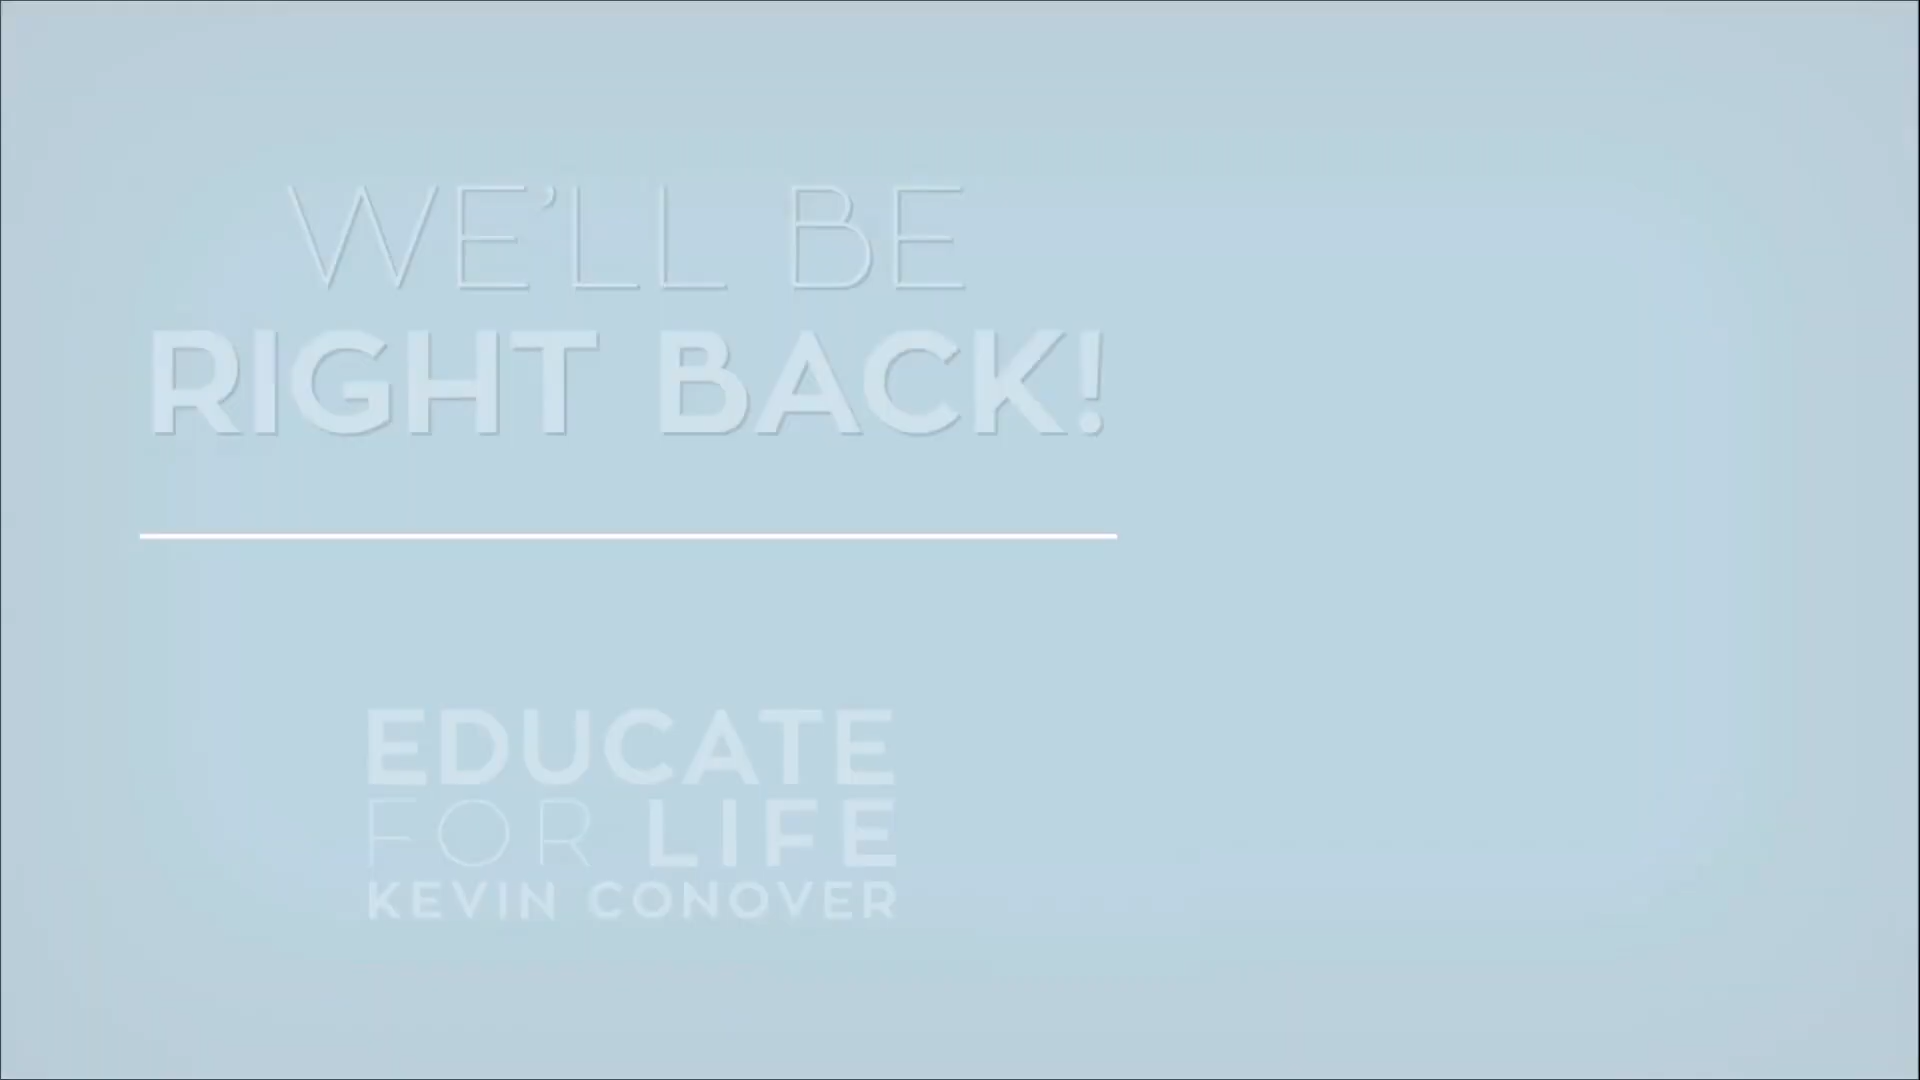 WE'LL BE
RIGHT BACK!
EDUCATE
FOR LIFE
KEVIN CONOVER